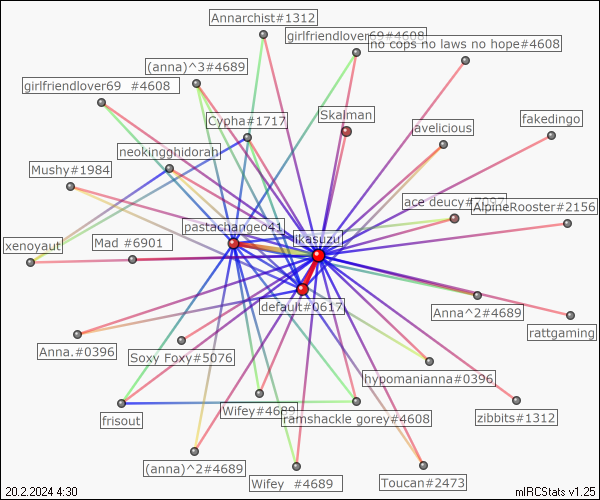 Annarchist#1312
girlfriendlover69#4608
no cops no laws no hope#4608
(anna)^3#4689
girlfriendlover69 #4608
Skalman
Cypha#1717
avelicious
fakedingo
neokingghidorah
Mushy#1984
ace deucy#7097
AlpineRooster#2156
pastachangeo41
likasuzu
xenoyaut
Mad #6901
default#0617
Anna^2#4689
rattgaming
Anna.#0396
Soxy Foxy#5076
hypomanianna#0396
Wifey#4689
ramshackle gorey#4608
zibbits#1312
frisout
(anna)^2#4689
Wifey #4689
Toucan#2473
20.2.2024 4:30
mIRCStats v1.25